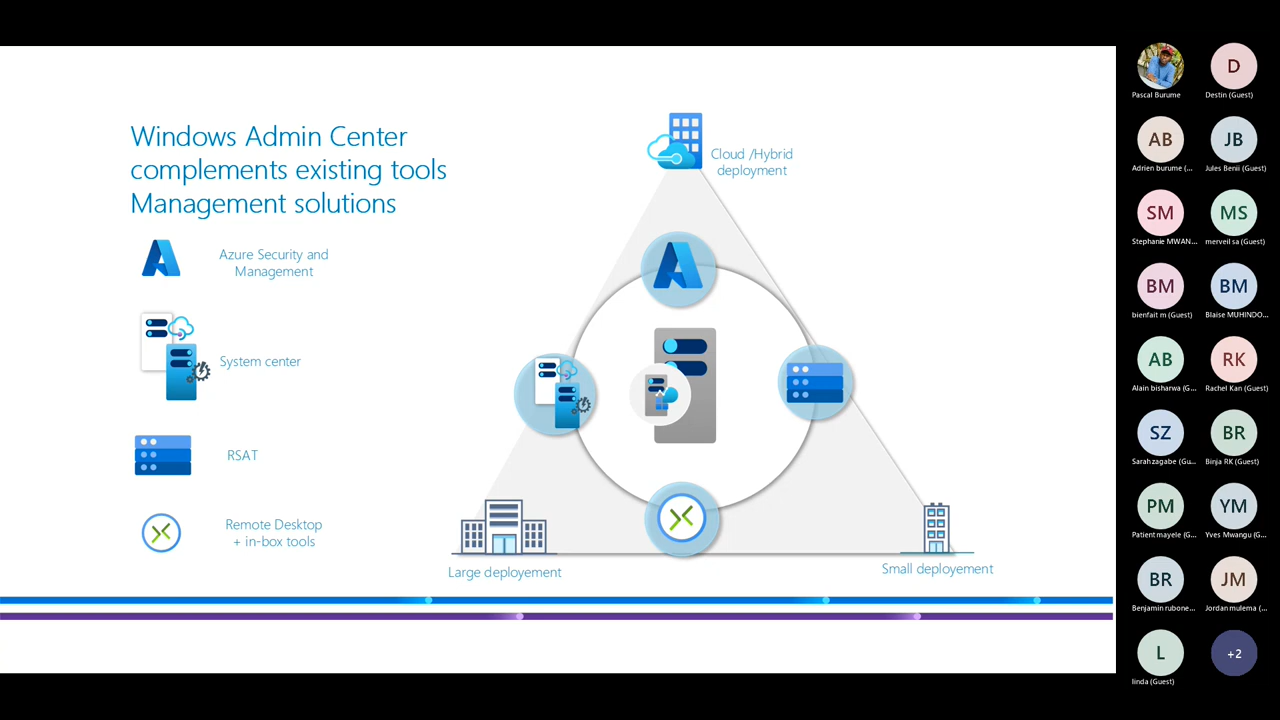 Windows Admin Center
complements existing tools
Management solutions
Azure Security and
Management
System center
RSAT
Remote Desktop
+ in-box tools
Cloud /Hybrid
deployment
Large deployement
Small deployement
Pascal Burume
D
Destin (Guest)
AB
Adrien burume (...
JB
Jules Benii (Guest)
SM
Stephanie MWAN...
MS
merveil sa (Guest)
BM
bienfait m (Guest)
BM
Blaise MUHINDO...
AB
Alain bisharwa (G...
RK
Rachel Kan (Guest)
SZ
Sarah zagabe (Gu...
BR
Binja RK (Guest)
PM
Patient mayele (G...
YM
Yves Mwangu (G...
BR
Benjamin rubone...
JM
Jordan mulema (...
L
linda (Guest)
+2